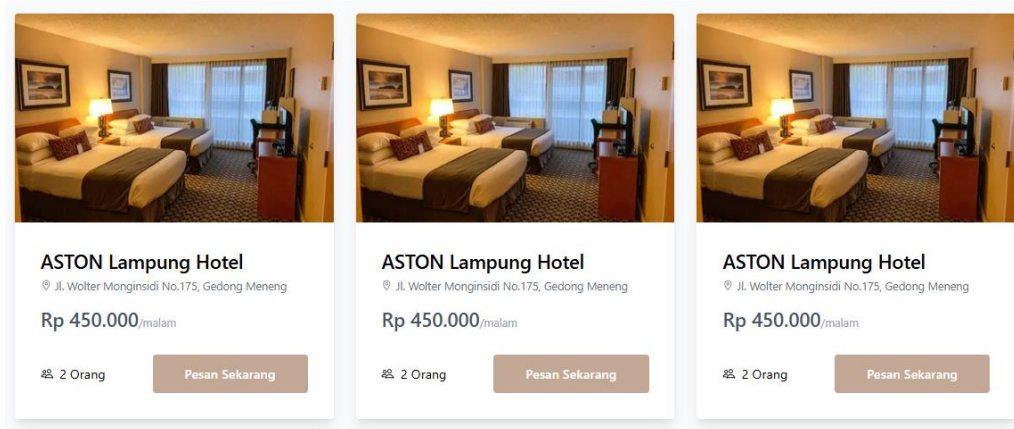 ASTON Lampung Hotel
Jl. Wolter Monginsidi No.175, Gedong Meneng
Rp 450.000/malam
2 Orang
Pesan Sekarang
ASTON Lampung Hotel
Jl. Wolter Monginsidi No.175, Gedong Meneng
Rp 450.000/malam
2 Orang
Pesan Sekarang
ASTON Lampung Hotel
Jl. Wolter Monginsidi No.175, Gedong Meneng
Rp 450.000/malam
2 Orang
Pesan Sekarang